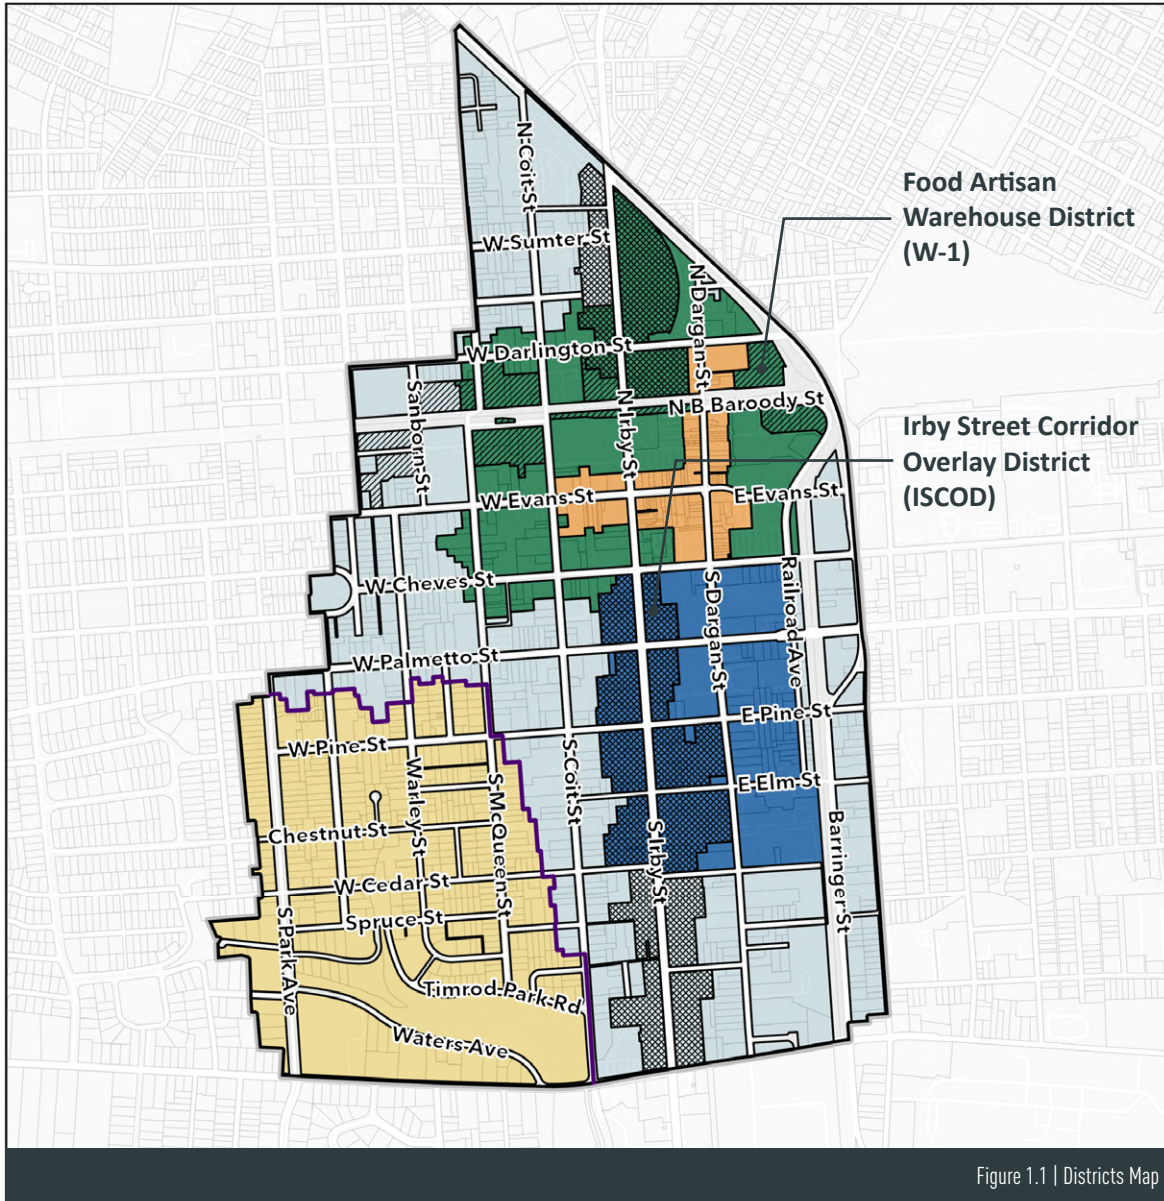 N Coit St
Food Artisan
Warehouse District
(W-1)
W Sumter St
N Dargan St
W Darlington St
Sanborn St
N Irby St
N B Baroody St
Irby Street Corridor
Overlay District
(ISCOD)
W Evans St
E Evans St
W Cheves St
S Dargan St
Railroad Ave
W Palmetto St
E Pine St
W Pine St
S Coit St
Warley St
S McQueen St
E Elm St
Chestnut St
S Irby St
Barringer St
W Cedar St
Spruce St
S Park Ave
Timrod Park Rd
Waters Ave
Figure 1.1 | Districts Map